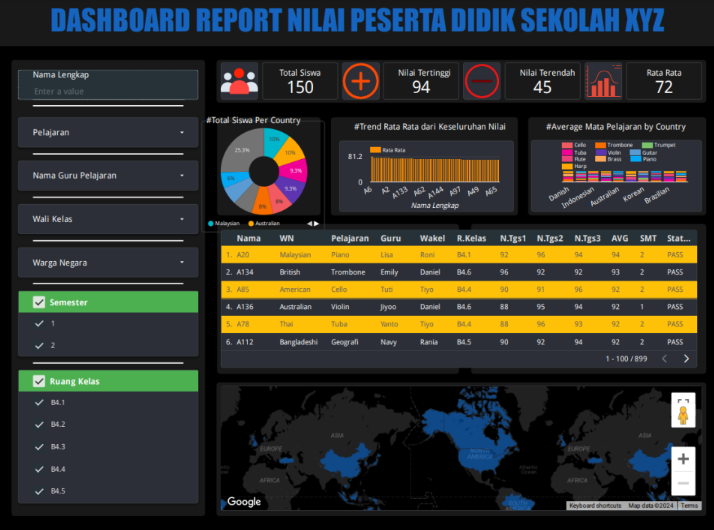 DASHBOARD REPORT NILAI PESERTA DIDIK SEKOLAH XYZ
Nama Lengkap
Enter a value
Pelajaran
Nama Guru Pelajaran
Wali Kelas
Warga Negara
Semester
1
2
Ruang Kelas
B4.1
B4.2
B4.3
B4.4
B4.5
Total Siswa
150
Nilai Tertinggi
94
Nilai Terendah
45
Rata Rata
72
#Total Siswa Per Country
25.3%
10%
10%
9.3%
9.3%
8%
8%
6%
Malaysian
Australian
#Trend Rata Rata dari Keseluruhan Nilai
Rata Rata
81.2
0
A6 A2 A133 A62 A144 A97 A49 A65
Nama Lengkap
#Average Mata Pelajaran by Country
Cello Trombone Trumpet
Tuba Violin Guitar
Flute Brass Piano
Harp
Danish Indonesian Australian Korean Brazilian
Nama WN Pelajaran Guru Wakel R.Kelas N.Tgs1 N.Tgs2 N.Tgs3 AVG SMT Stat...
1. A20 Malaysian Piano Lisa Roni B4.1 92 96 94 94 2 PASS
2. A134 British Trombone Emily Daniel B4.6 96 92 92 93 2 PASS
3. A85 American Cello Tuti Tiyo B4.4 90 91 96 92 2 PASS
4. A136 Australian Violin Jiyoo Daniel B4.6 88 95 94 92 1 PASS
5. A78 Thai Tuba Yanto Tiyo B4.4 88 96 93 92 2 PASS
6. A112 Bangladeshi Geografi Navy Rania B4.5 90 92 94 92 2 PASS
1 - 100 / 899
EUROPE
ASIA
AFRICA
NORTH AMERICA
EUROPE
ASIA
AFRICA
Google
Keyboard shortcuts Map data ©2024 Terms